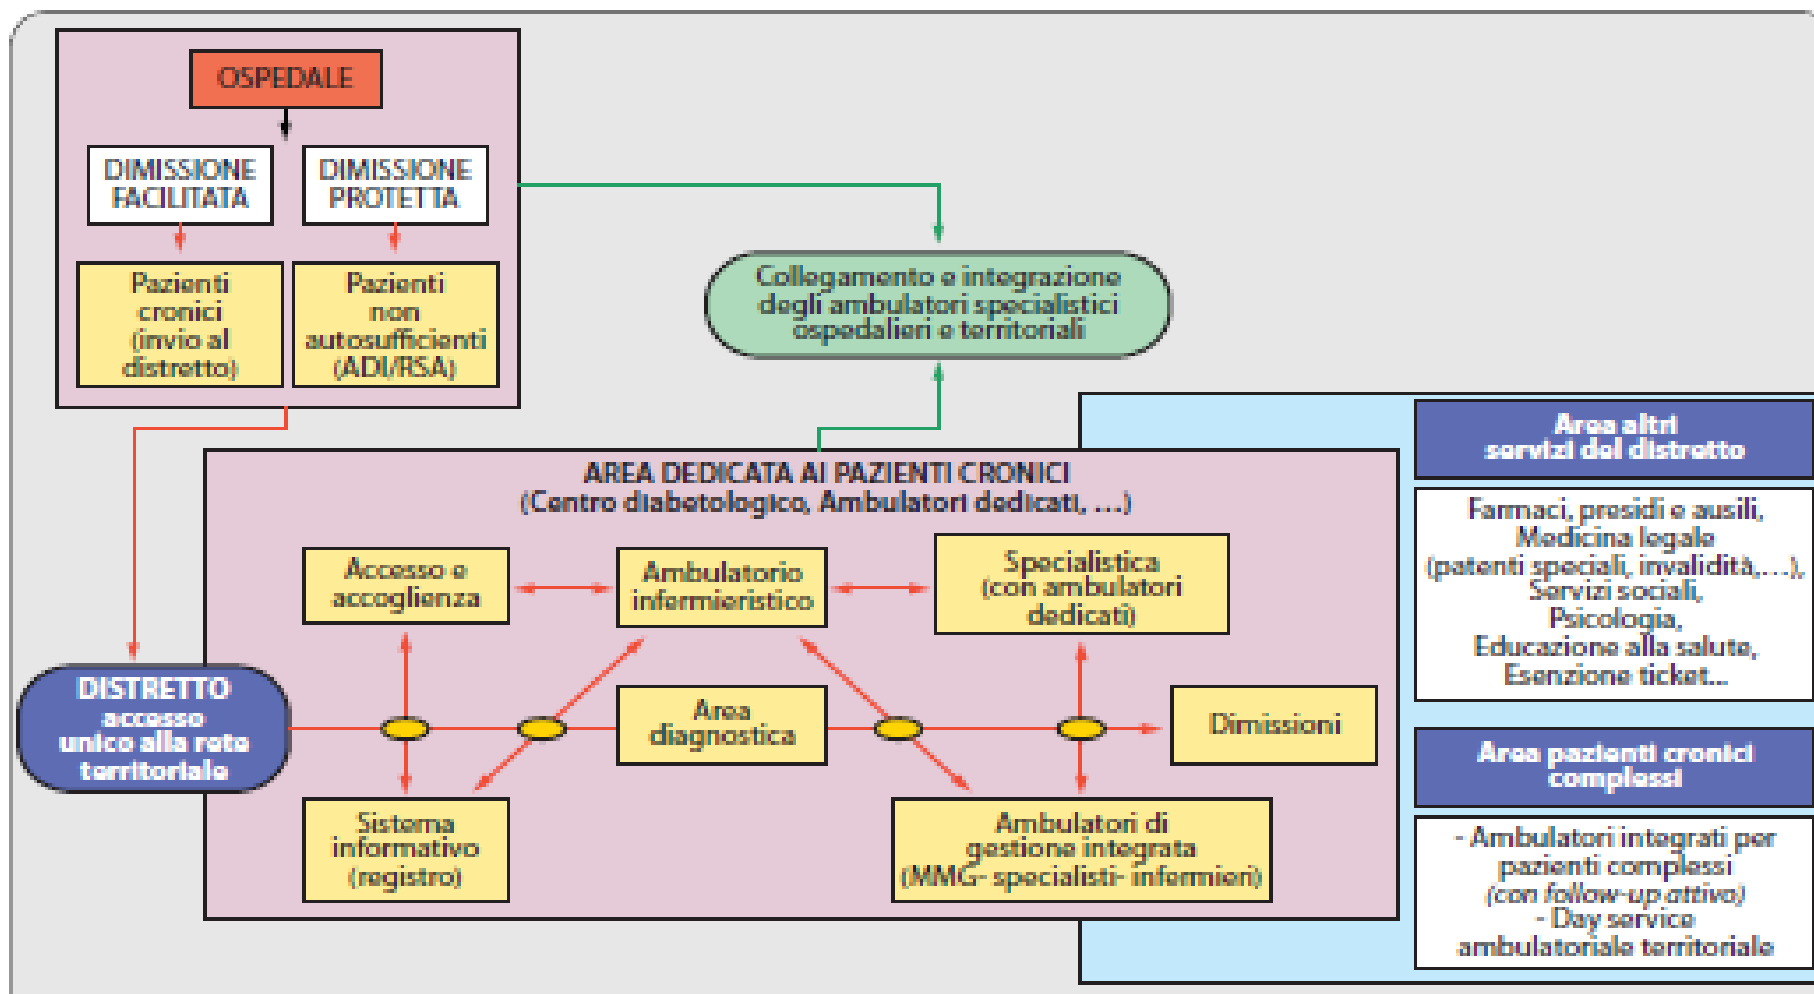 OSPEDALE
DIMISSIONE
FACILITATA
DIMISSIONE
PROTETTA
Pazienti
cronici
(invio al
distretto)
Pazienti
non
autosufficienti
(ADI/RSA)
Collegamento e integrazione
degli ambulatori specialistici
ospedalieri e territoriali
AREA DEDICATA AI PAZIENTI CRONICI
(Centro diabetologico, Ambulatori dedicati, ...)
Accesso e
accoglienza
Ambulatorio
infermieristico
Specialistica
(con ambulatori
dedicati)
DISTRETTO
accesso
unico alla rete
territoriale
Area
diagnostica
Dimissioni
Sistema
informativo
(registro)
Ambulatori di
gestione integrata
(MMG- specialisti- infermieri)
Area altri
servizi del distretto
Farmaci, presidi e ausili,
Medicina legale
(patenti speciali, invalidità,...),
Servizi sociali,
Psicologia,
Educazione alla salute,
Esenzione ticket...
Area pazienti cronici
complessi
- Ambulatori integrati per
pazienti complessi
(con follow-up attivo)
- Day service
ambulatoriale territoriale